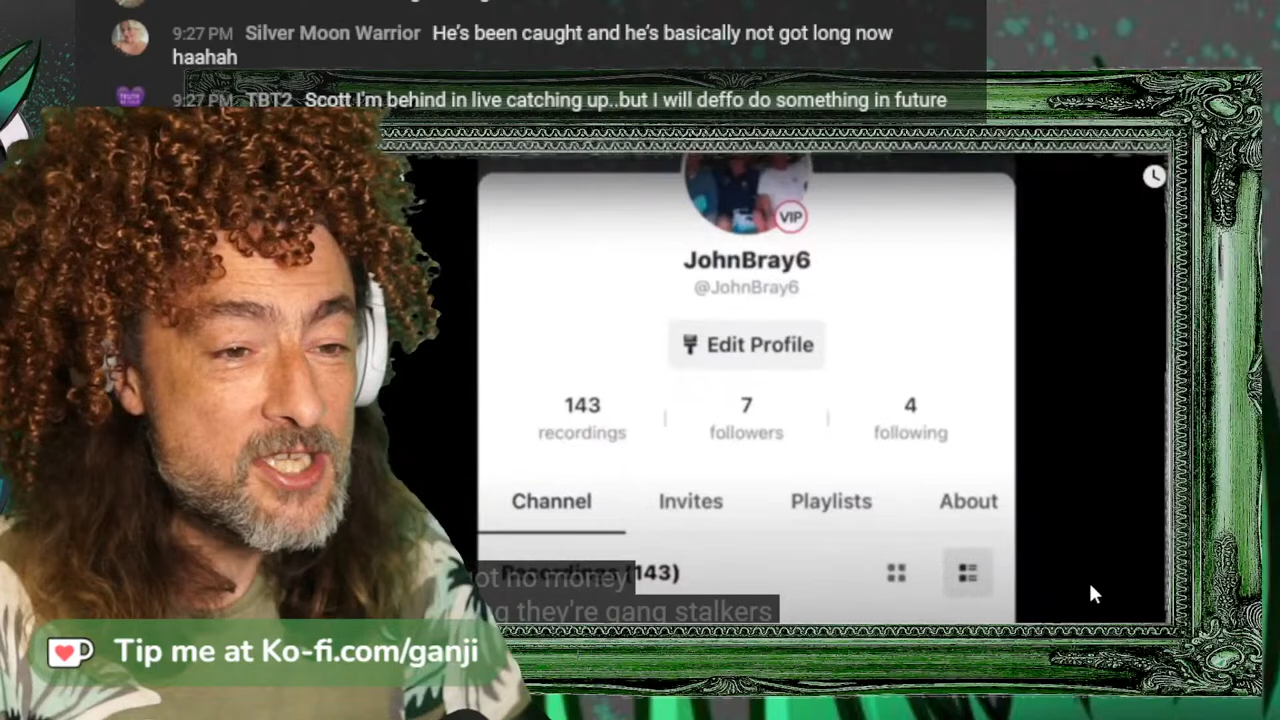 9:27 PM Silver Moon Warrior He's been caught and he's basically not got long now
haahah
9:27 PM TBT2 Scott I'm behind in live catching up..but I will deffo do something in future
VIP
JohnBray6
@JohnBray6
Edit Profile
143 7 4
recordings followers following
Channel Invites Playlists About
Recordings (143)
no money
they're gang stalkers
Tip me at Ko-fi.com/ganji